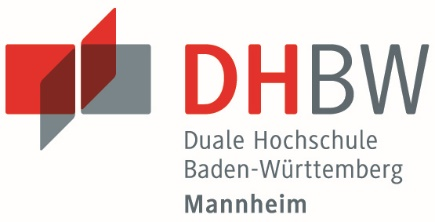 DHBW
Duale Hochschule
Baden-Württemberg
Mannheim